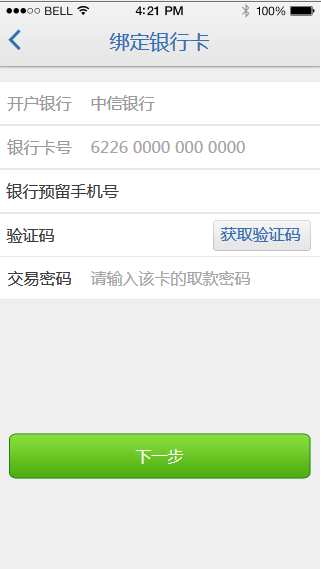 BELL 4:21 PM 100%
绑定银行卡
开户银行 中信银行
银行卡号 6226 0000 000 0000
银行预留手机号
验证码 获取验证码
交易密码 请输入该卡的取款密码
下一步